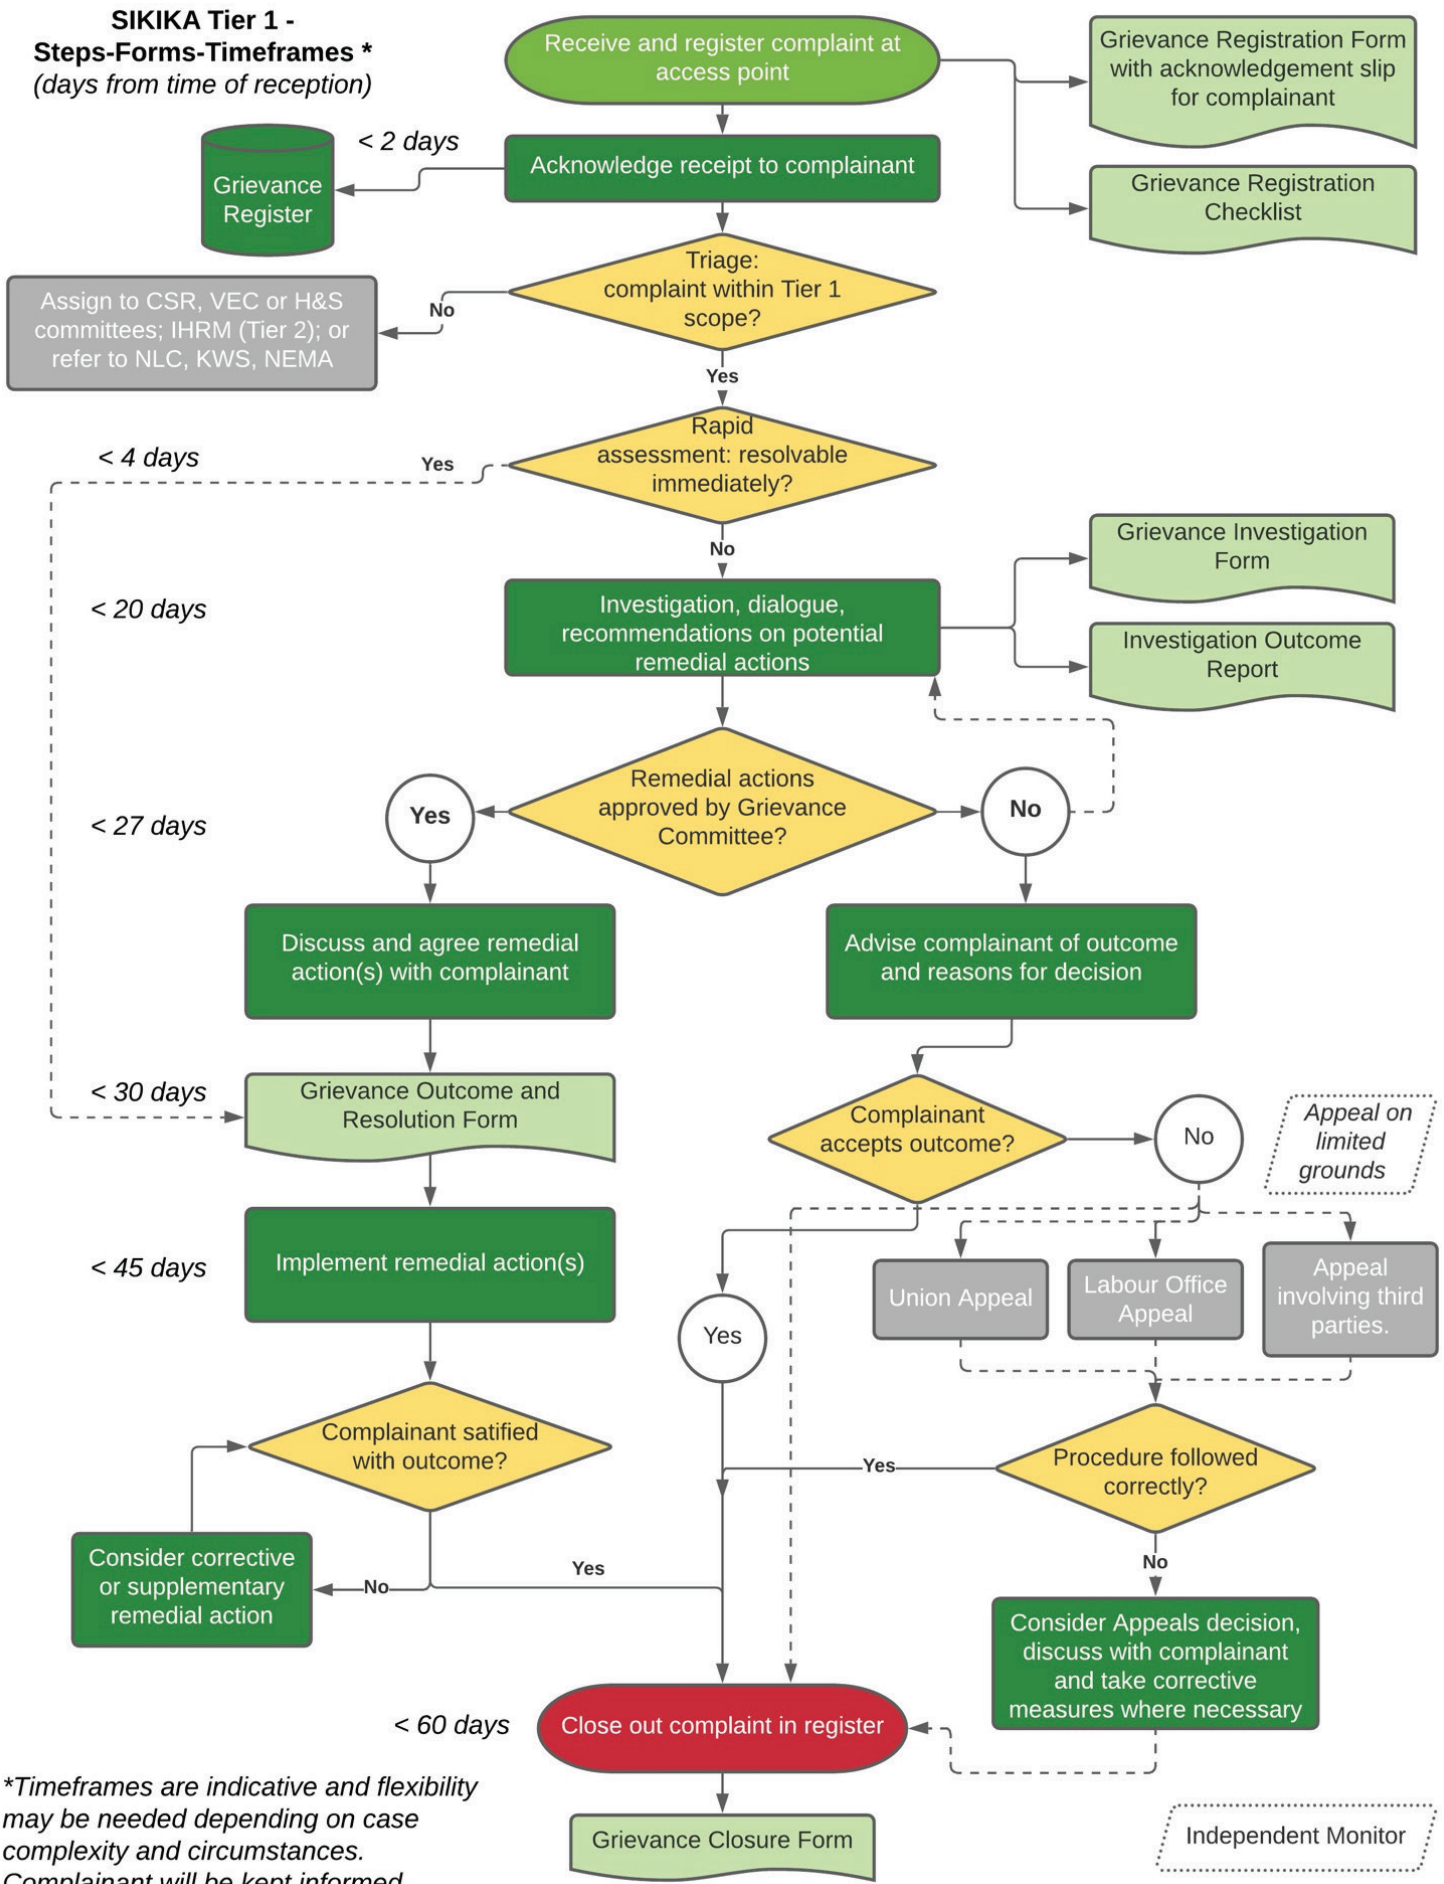 SIKIKA Tier 1 -
Steps-Forms-Timeframes *
(days from time of reception)
Receive and register complaint at
access point
Grievance Registration Form
with acknowledgement slip
for complainant
< 2 days
Acknowledge receipt to complainant
Grievance
Register
Grievance Registration
Checklist
Triage:
complaint within Tier 1
scope?
No
Assign to CSR, VEC or H&S
committees; IHRM (Tier 2); or
refer to NLC, KWS, NEMA
Yes
Rapid
assessment: resolvable
immediately?
< 4 days
Yes
No
Grievance Investigation
Form
< 20 days
Investigation, dialogue,
recommendations on potential
remedial actions
Investigation Outcome
Report
Remedial actions
approved by Grievance
Committee?
Yes
No
< 27 days
Discuss and agree remedial
action(s) with complainant
Advise complainant of outcome
and reasons for decision
< 30 days
Grievance Outcome and
Resolution Form
Complainant
accepts outcome?
No
Appeal on
limited
grounds
< 45 days
Implement remedial action(s)
Union Appeal
Labour Office
Appeal
Appeal
involving third
parties.
Yes
Complainant satified
with outcome?
Yes
Procedure followed
correctly?
Consider corrective
or supplementary
remedial action
No
Yes
No
Consider Appeals decision,
discuss with complainant
and take corrective
measures where necessary
< 60 days
Close out complaint in register
*Timeframes are indicative and flexibility
may be needed depending on case
complexity and circumstances.
Complainant will be kept informed
Grievance Closure Form
Independent Monitor